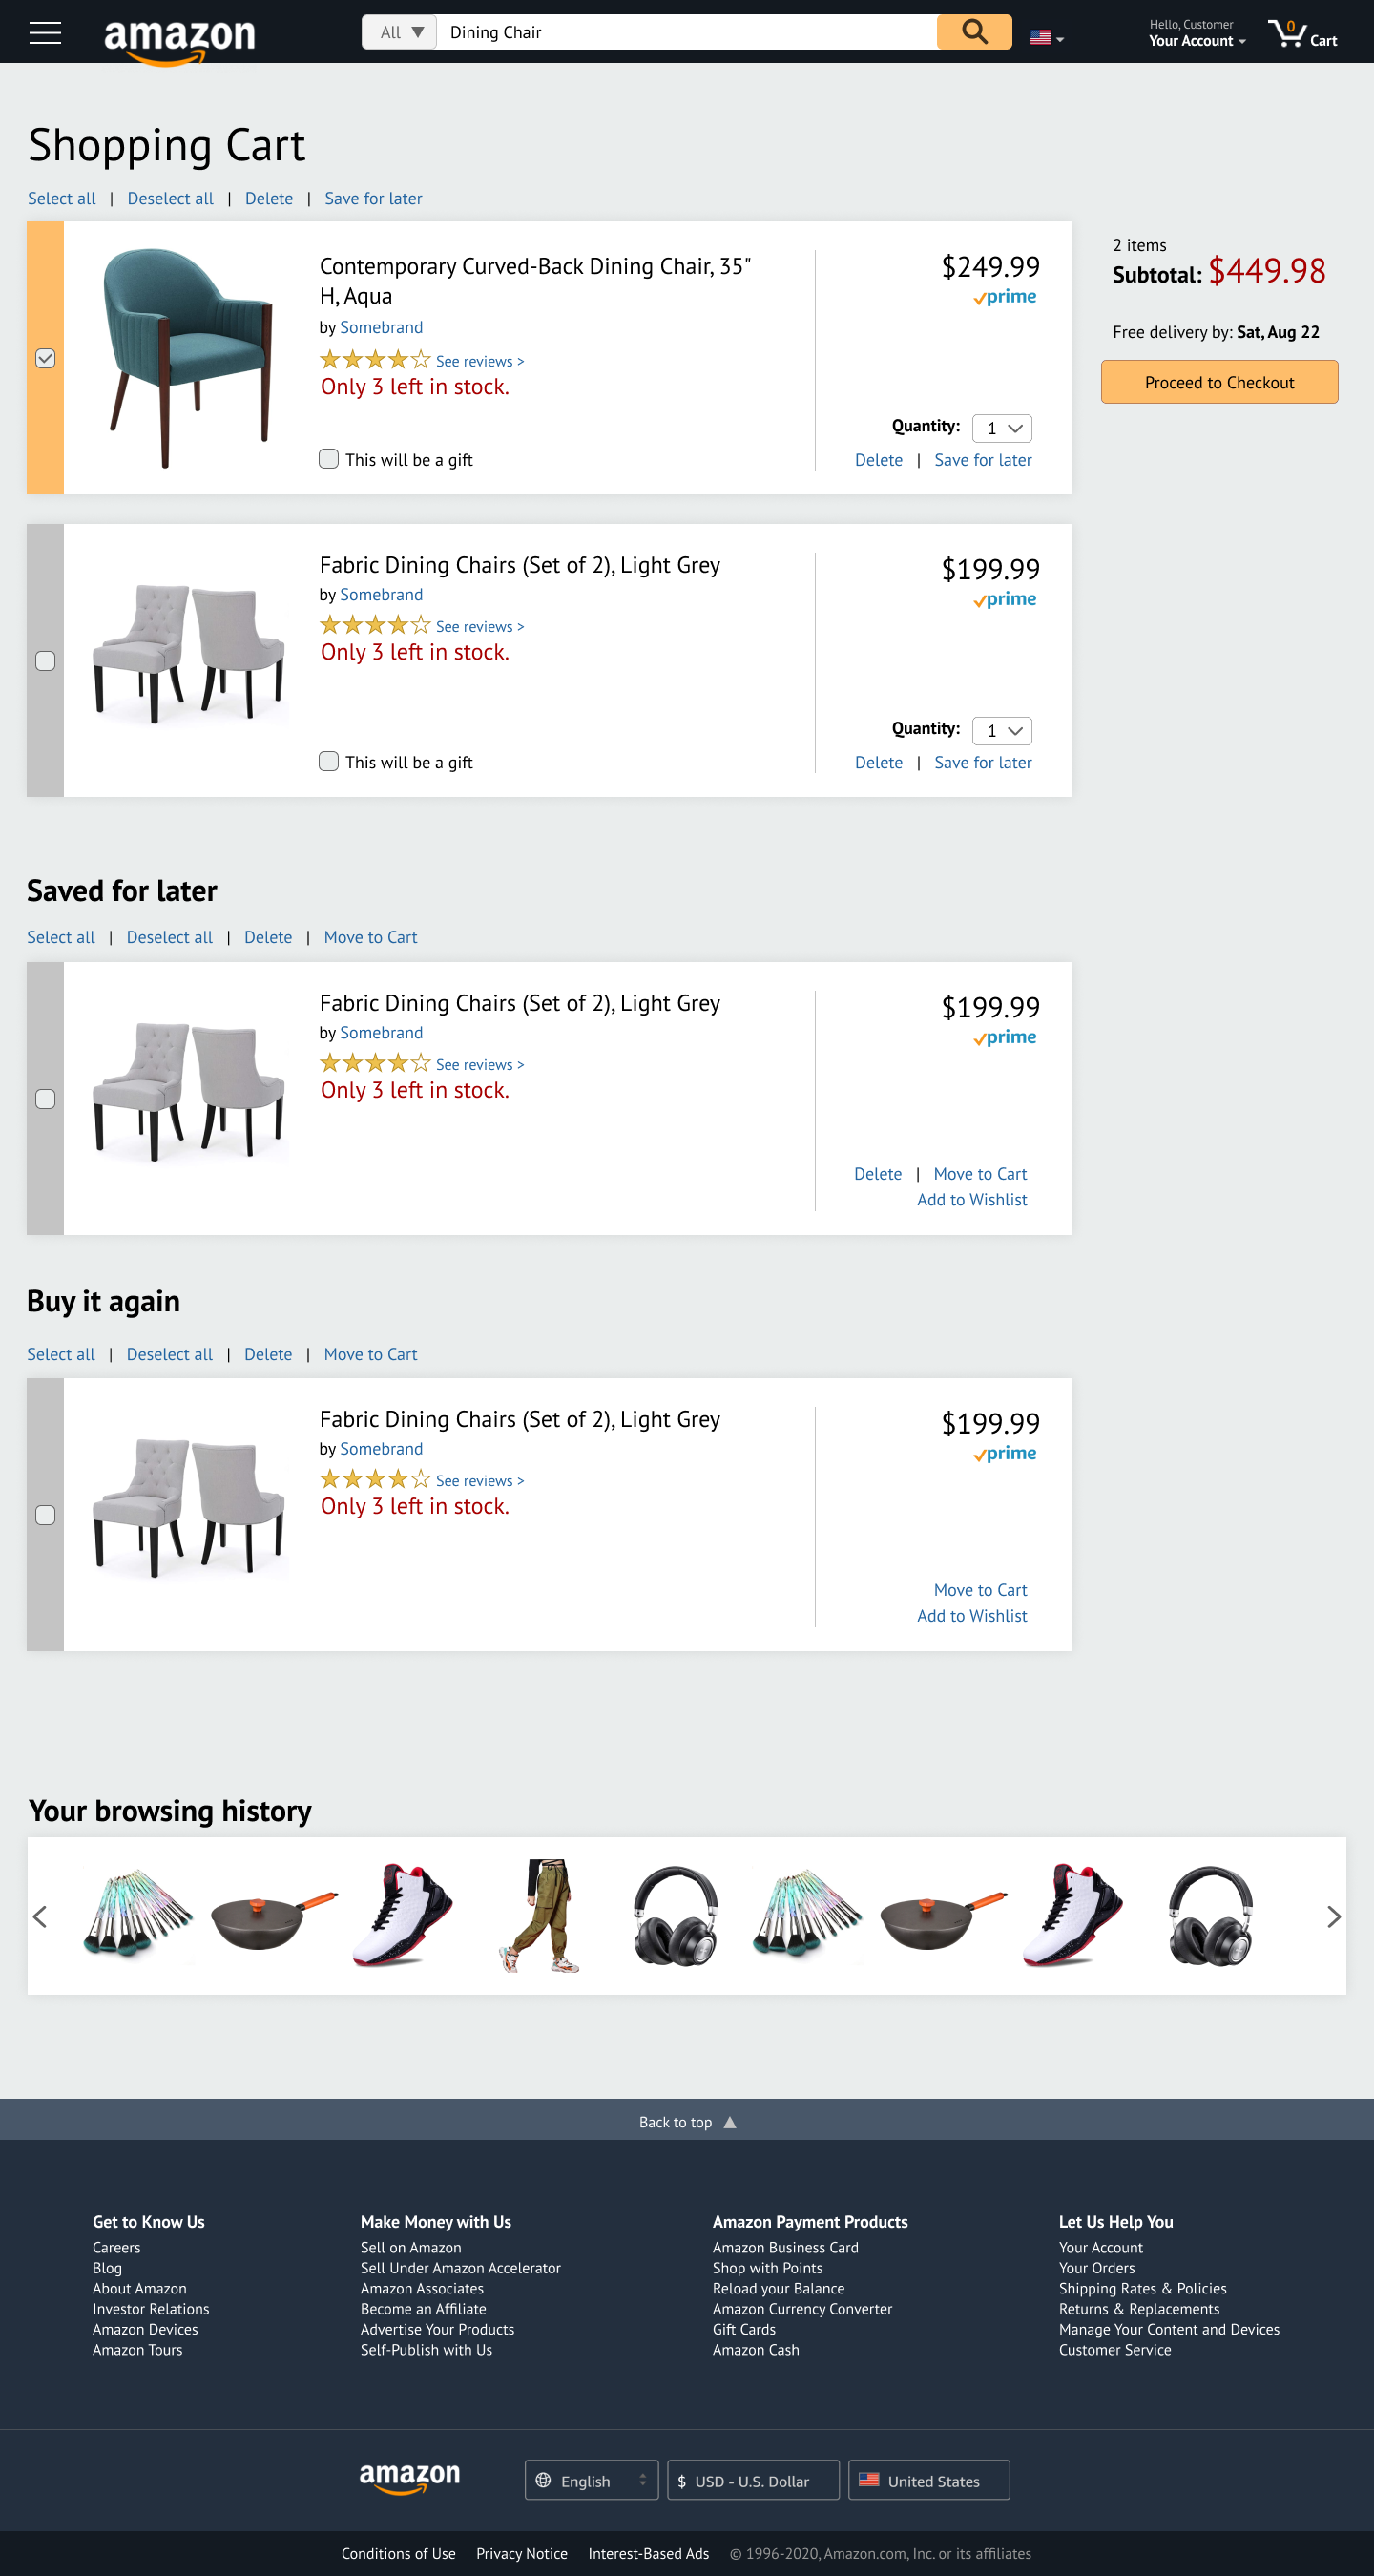 amazon
All
Dining Chair
Hello, Customer
Your Account
0
Cart
Shopping Cart
Select all | Deselect all | Delete | Save for later
Contemporary Curved-Back Dining Chair, 35"
H, Aqua
by Somebrand
See reviews >
Only 3 left in stock.
This will be a gift
$249.99
prime
Quantity: 1
Delete | Save for later
2 items
Subtotal: $449.98
Free delivery by: Sat, Aug 22
Proceed to Checkout
Fabric Dining Chairs (Set of 2), Light Grey
by Somebrand
See reviews >
Only 3 left in stock.
This will be a gift
$199.99
prime
Quantity: 1
Delete | Save for later
Saved for later
Select all | Deselect all | Delete | Move to Cart
Fabric Dining Chairs (Set of 2), Light Grey
by Somebrand
See reviews >
Only 3 left in stock.
$199.99
prime
Delete | Move to Cart
Add to Wishlist
Buy it again
Select all | Deselect all | Delete | Move to Cart
Fabric Dining Chairs (Set of 2), Light Grey
by Somebrand
See reviews >
Only 3 left in stock.
$199.99
prime
Move to Cart
Add to Wishlist
Your browsing history
Back to top
Get to Know Us
Careers
Blog
About Amazon
Investor Relations
Amazon Devices
Amazon Tours
Make Money with Us
Sell on Amazon
Sell Under Amazon Accelerator
Amazon Associates
Become an Affiliate
Advertise Your Products
Self-Publish with Us
Amazon Payment Products
Amazon Business Card
Shop with Points
Reload your Balance
Amazon Currency Converter
Gift Cards
Amazon Cash
Let Us Help You
Your Account
Your Orders
Shipping Rates & Policies
Returns & Replacements
Manage Your Content and Devices
Customer Service
amazon
English
$ USD - U.S. Dollar
United States
Conditions of Use Privacy Notice Interest-Based Ads © 1996-2020, Amazon.com, Inc. or its affiliates